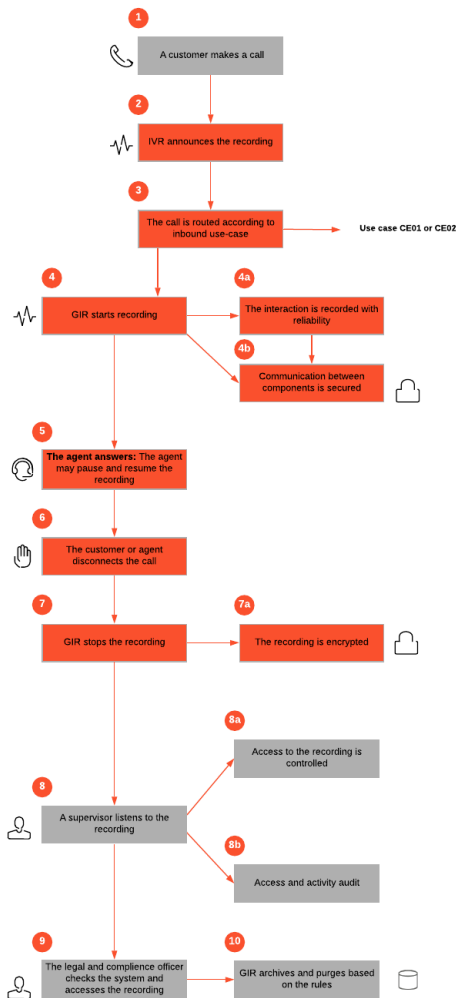 1
A customer makes a call
2
IVR announces the recording
3
The call is routed according to
inbound use-case
Use case CE01 or CE02
4
GIR starts recording
4a
The interaction is recorded with
reliability
4b
Communication between
components is secured
5
The agent answers: The agent
may pause and resume the
recording
6
The customer or agent
disconnects the call
7
GIR stops the recording
7a
The recording is encrypted
8a
Access to the recording is
controlled
8
A supervisor listens to the
recording
8b
Access and activity audit
9
The legal and complience officer
checks the system and
accesses the recording
10
GIR archives and purges based
on the rules